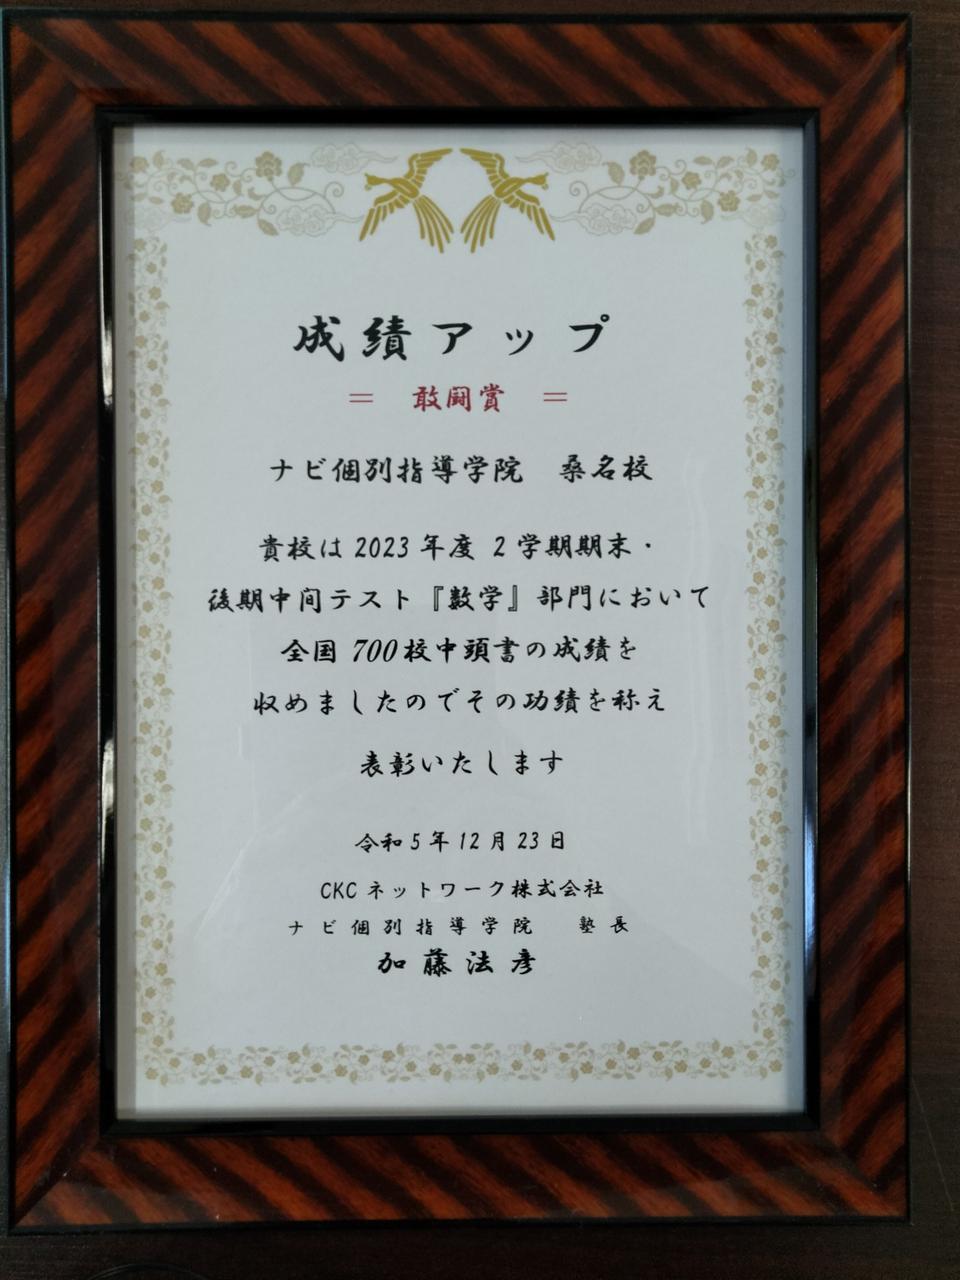 成績アップ
＝ 敢闘賞 ＝
ナビ個別指導学院　桑名校
貴校は2023年度 2学期期末・
後期中間テスト『数学』部門において
全国700校中頭書の成績を
収めましたのでその功績を称え
表彰いたします
令和5年12月23日
CKCネットワーク株式会社
ナビ個別指導学院　塾長
加藤法彦